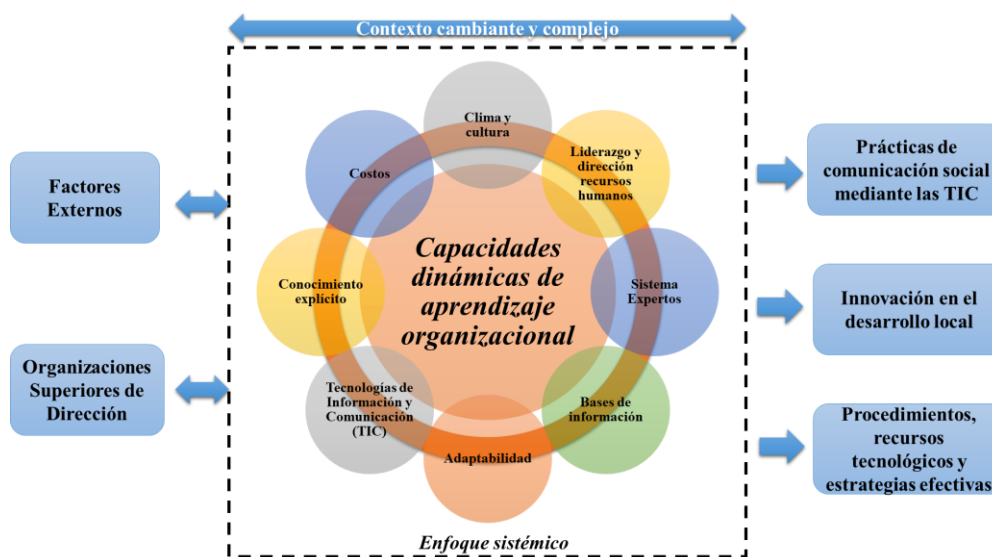 Contexto cambiante y complejo
Factores
Externos
Organizaciones
Superiores de
Dirección
Clima y
cultura
Liderazgo y
dirección
recursos
humanos
Sistema
Expertos
Bases de
información
Adaptabilidad
Tecnologías de
Información y
Comunicación
(TIC)
Conocimiento
explícito
Costos
Capacidades
dinámicas de
aprendizaje
organizacional
Enfoque sistémico
Prácticas de
comunicación social
mediante las TIC
Innovación en el
desarrollo local
Procedimientos,
recursos
tecnológicos y
estrategias efectivas